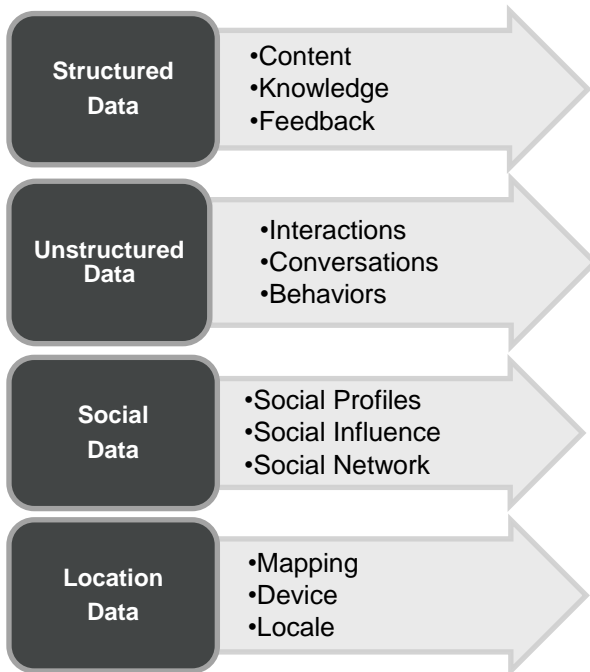 Structured
Data
•Content
•Knowledge
•Feedback
Unstructured
Data
•Interactions
•Conversations
•Behaviors
Social
Data
•Social Profiles
•Social Influence
•Social Network
Location
Data
•Mapping
•Device
•Locale